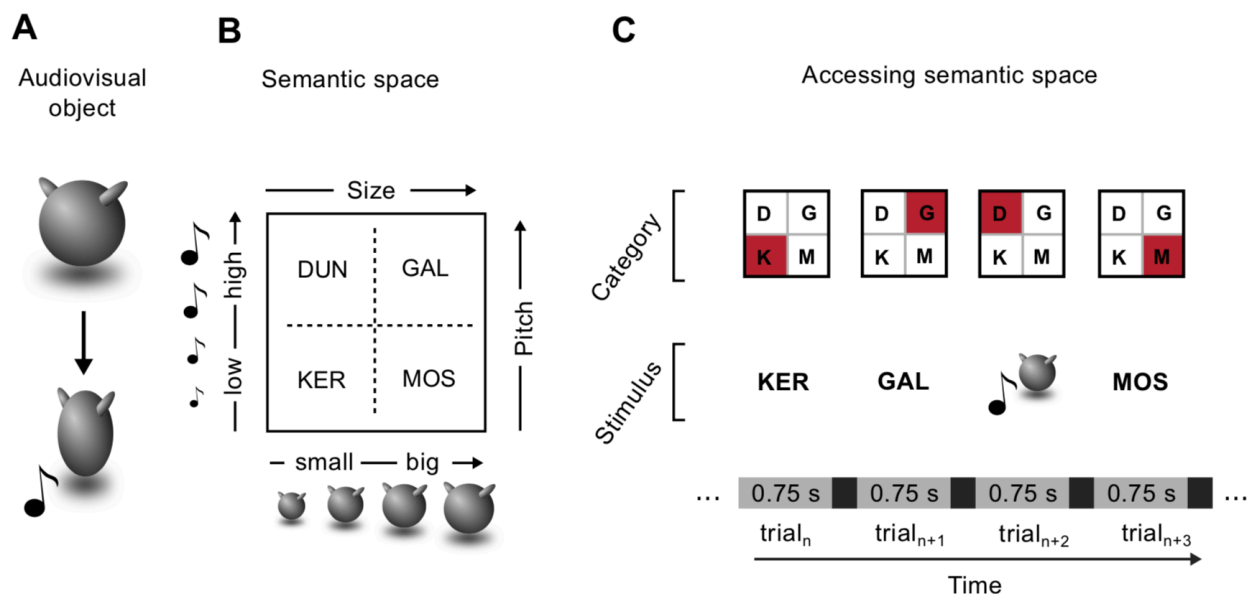 A
Audiovisual
object
B
Semantic space
Size
high
low
DUN
GAL
KER
MOS
Pitch
small
big
C
Accessing semantic space
Category
D G
K M
D G
K M
D G
K M
D G
K M
Stimulus
KER
GAL
MOS
... 0.75 s 0.75 s 0.75 s 0.75 s ...
trialn trialn+1 trialn+2 trialn+3
Time